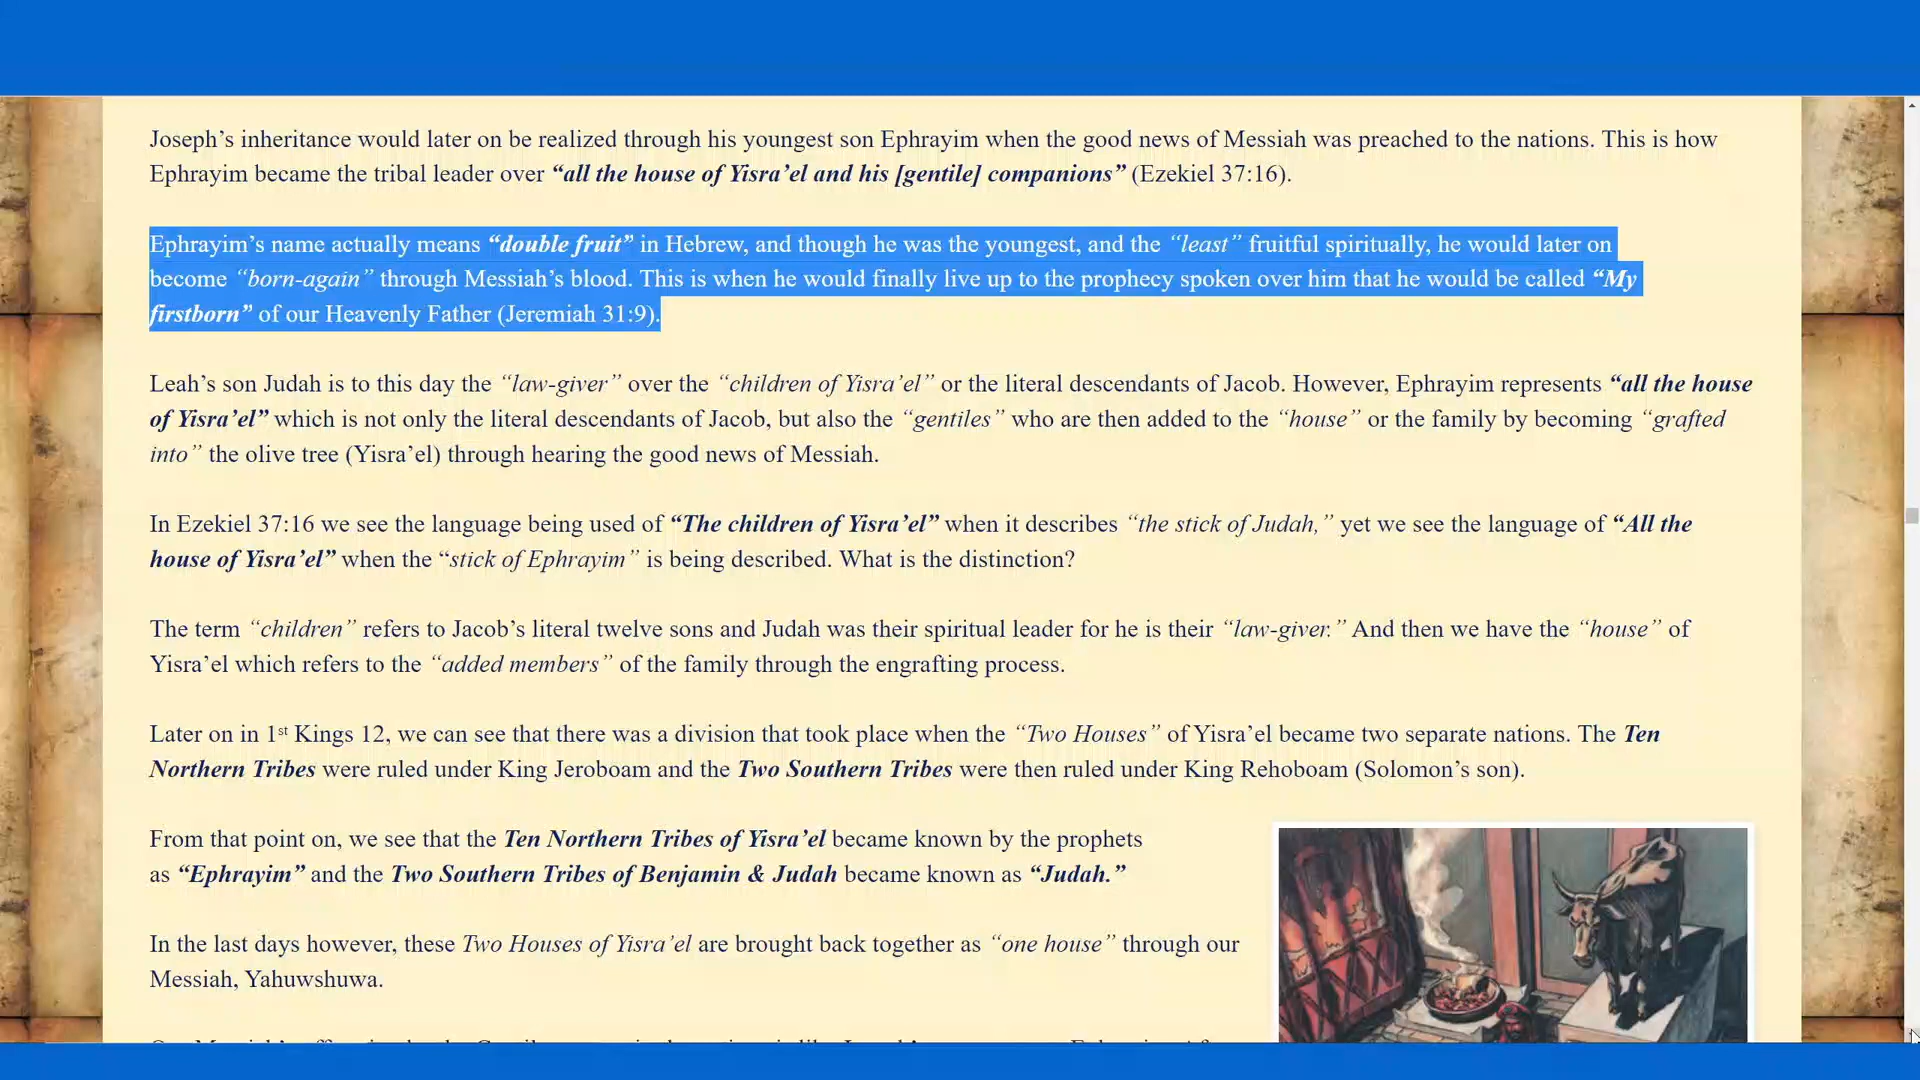 Joseph’s inheritance would later on be realized through his youngest son Ephrayim when the good news of Messiah was preached to the nations. This is how
Ephrayim became the tribal leader over “all the house of Yisra’el and his [gentile] companions” (Ezekiel 37:16).
Ephrayim’s name actually means “double fruit” in Hebrew, and though he was the youngest, and the “least” fruitful spiritually, he would later on
become “born-again” through Messiah’s blood. This is when he would finally live up to the prophecy spoken over him that he would be called “My
firstborn” of our Heavenly Father (Jeremiah 31:9).
Leah’s son Judah is to this day the “law-giver” over the “children of Yisra’el” or the literal descendants of Jacob. However, Ephrayim represents “all the house
of Yisra’el” which is not only the literal descendants of Jacob, but also the “gentiles” who are then added to the “house” or the family by becoming “grafted
into” the olive tree (Yisra’el) through hearing the good news of Messiah.
In Ezekiel 37:16 we see the language being used of “The children of Yisra’el” when it describes “the stick of Judah,” yet we see the language of “All the
house of Yisra’el” when the “stick of Ephrayim” is being described. What is the distinction?
The term “children” refers to Jacob’s literal twelve sons and Judah was their spiritual leader for he is their “law-giver.” And then we have the “house” of
Yisra’el which refers to the “added members” of the family through the engrafting process.
Later on in 1st Kings 12, we can see that there was a division that took place when the “Two Houses” of Yisra’el became two separate nations. The Ten
Northern Tribes were ruled under King Jeroboam and the Two Southern Tribes were then ruled under King Rehoboam (Solomon’s son).
From that point on, we see that the Ten Northern Tribes of Yisra’el became known by the prophets
as “Ephrayim” and the Two Southern Tribes of Benjamin & Judah became known as “Judah.”
In the last days however, these Two Houses of Yisra’el are brought back together as “one house” through our
Messiah, Yahuwshuwa.